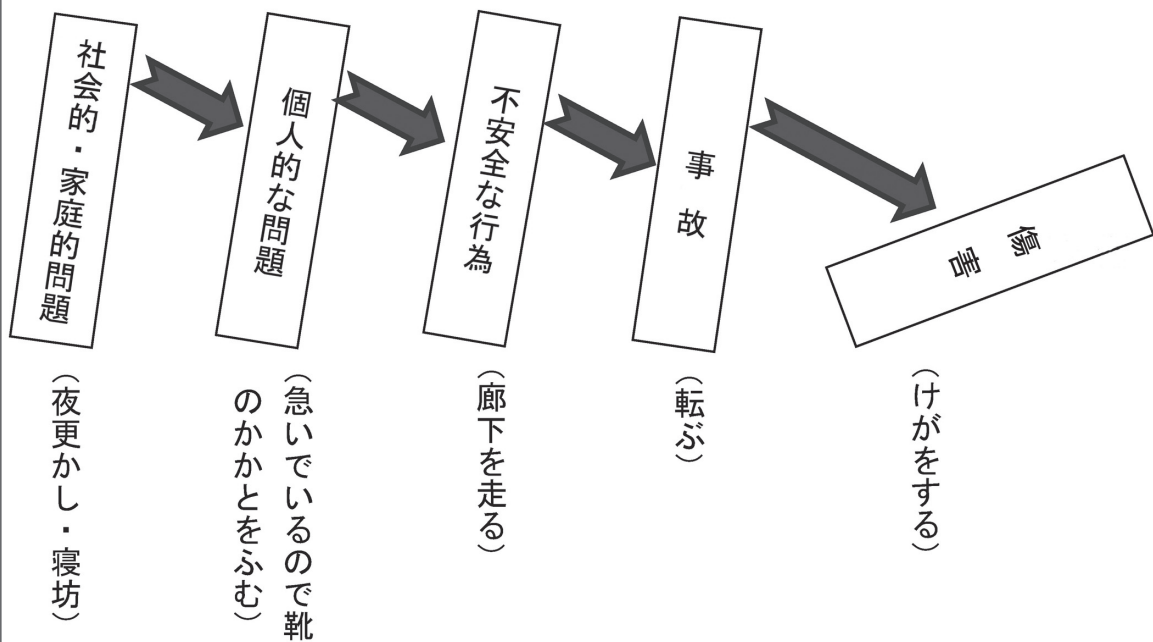 社会的・家庭的問題
個人的な問題
不安全な行為
事故
傷害
（夜更かし・寝坊）
（急いでいるので靴
のかかとをふむ）
（廊下を走る）
（転ぶ）
（けがをする）